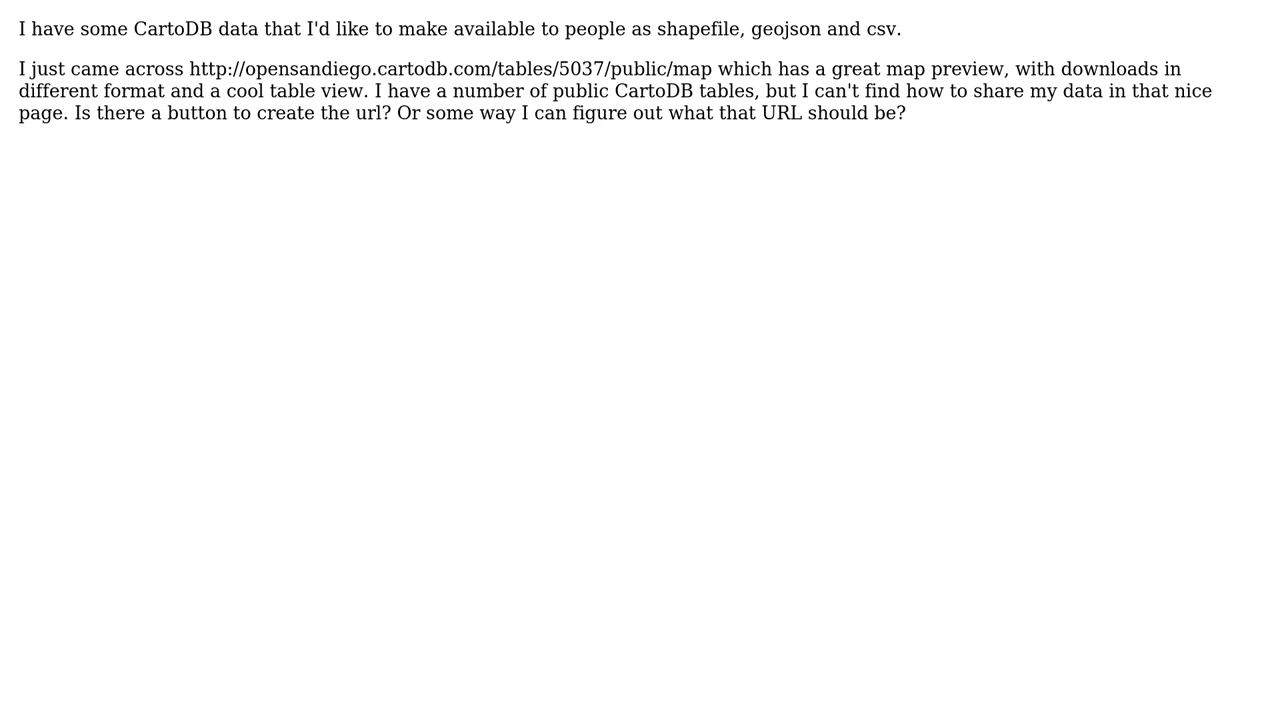 I have some CartoDB data that I'd like to make available to people as shapefile, geojson and csv.
I just came across http://opensandiego.cartodb.com/tables/5037/public/map which has a great map preview, with downloads in
different format and a cool table view. I have a number of public CartoDB tables, but I can't find how to share my data in that nice
page. Is there a button to create the url? Or some way I can figure out what that URL should be?